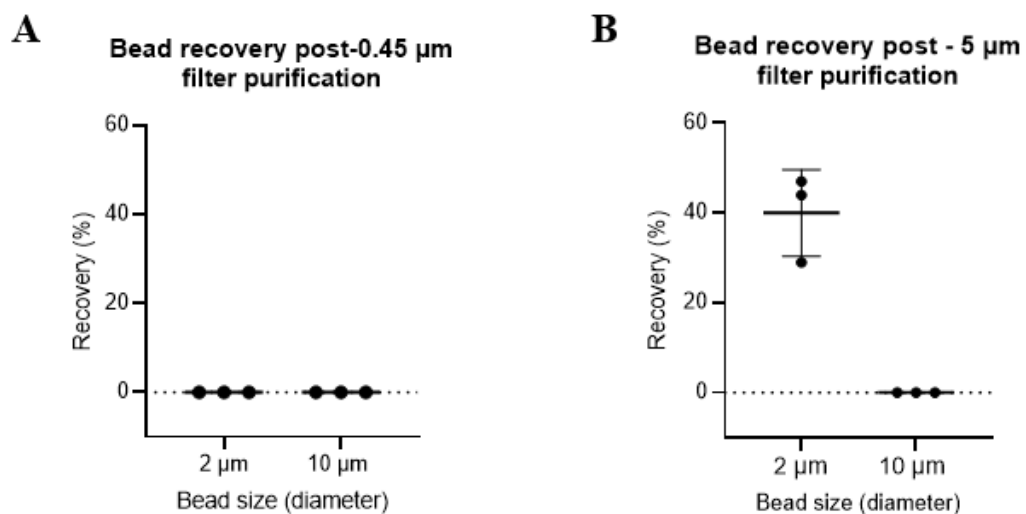 A
Bead recovery post-0.45 µm
filter purification
60
40
20
0
Recovery (%)
2 µm
10 µm
Bead size (diameter)
B
Bead recovery post - 5 µm
filter purification
60
40
20
0
Recovery (%)
2 µm
10 µm
Bead size (diameter)